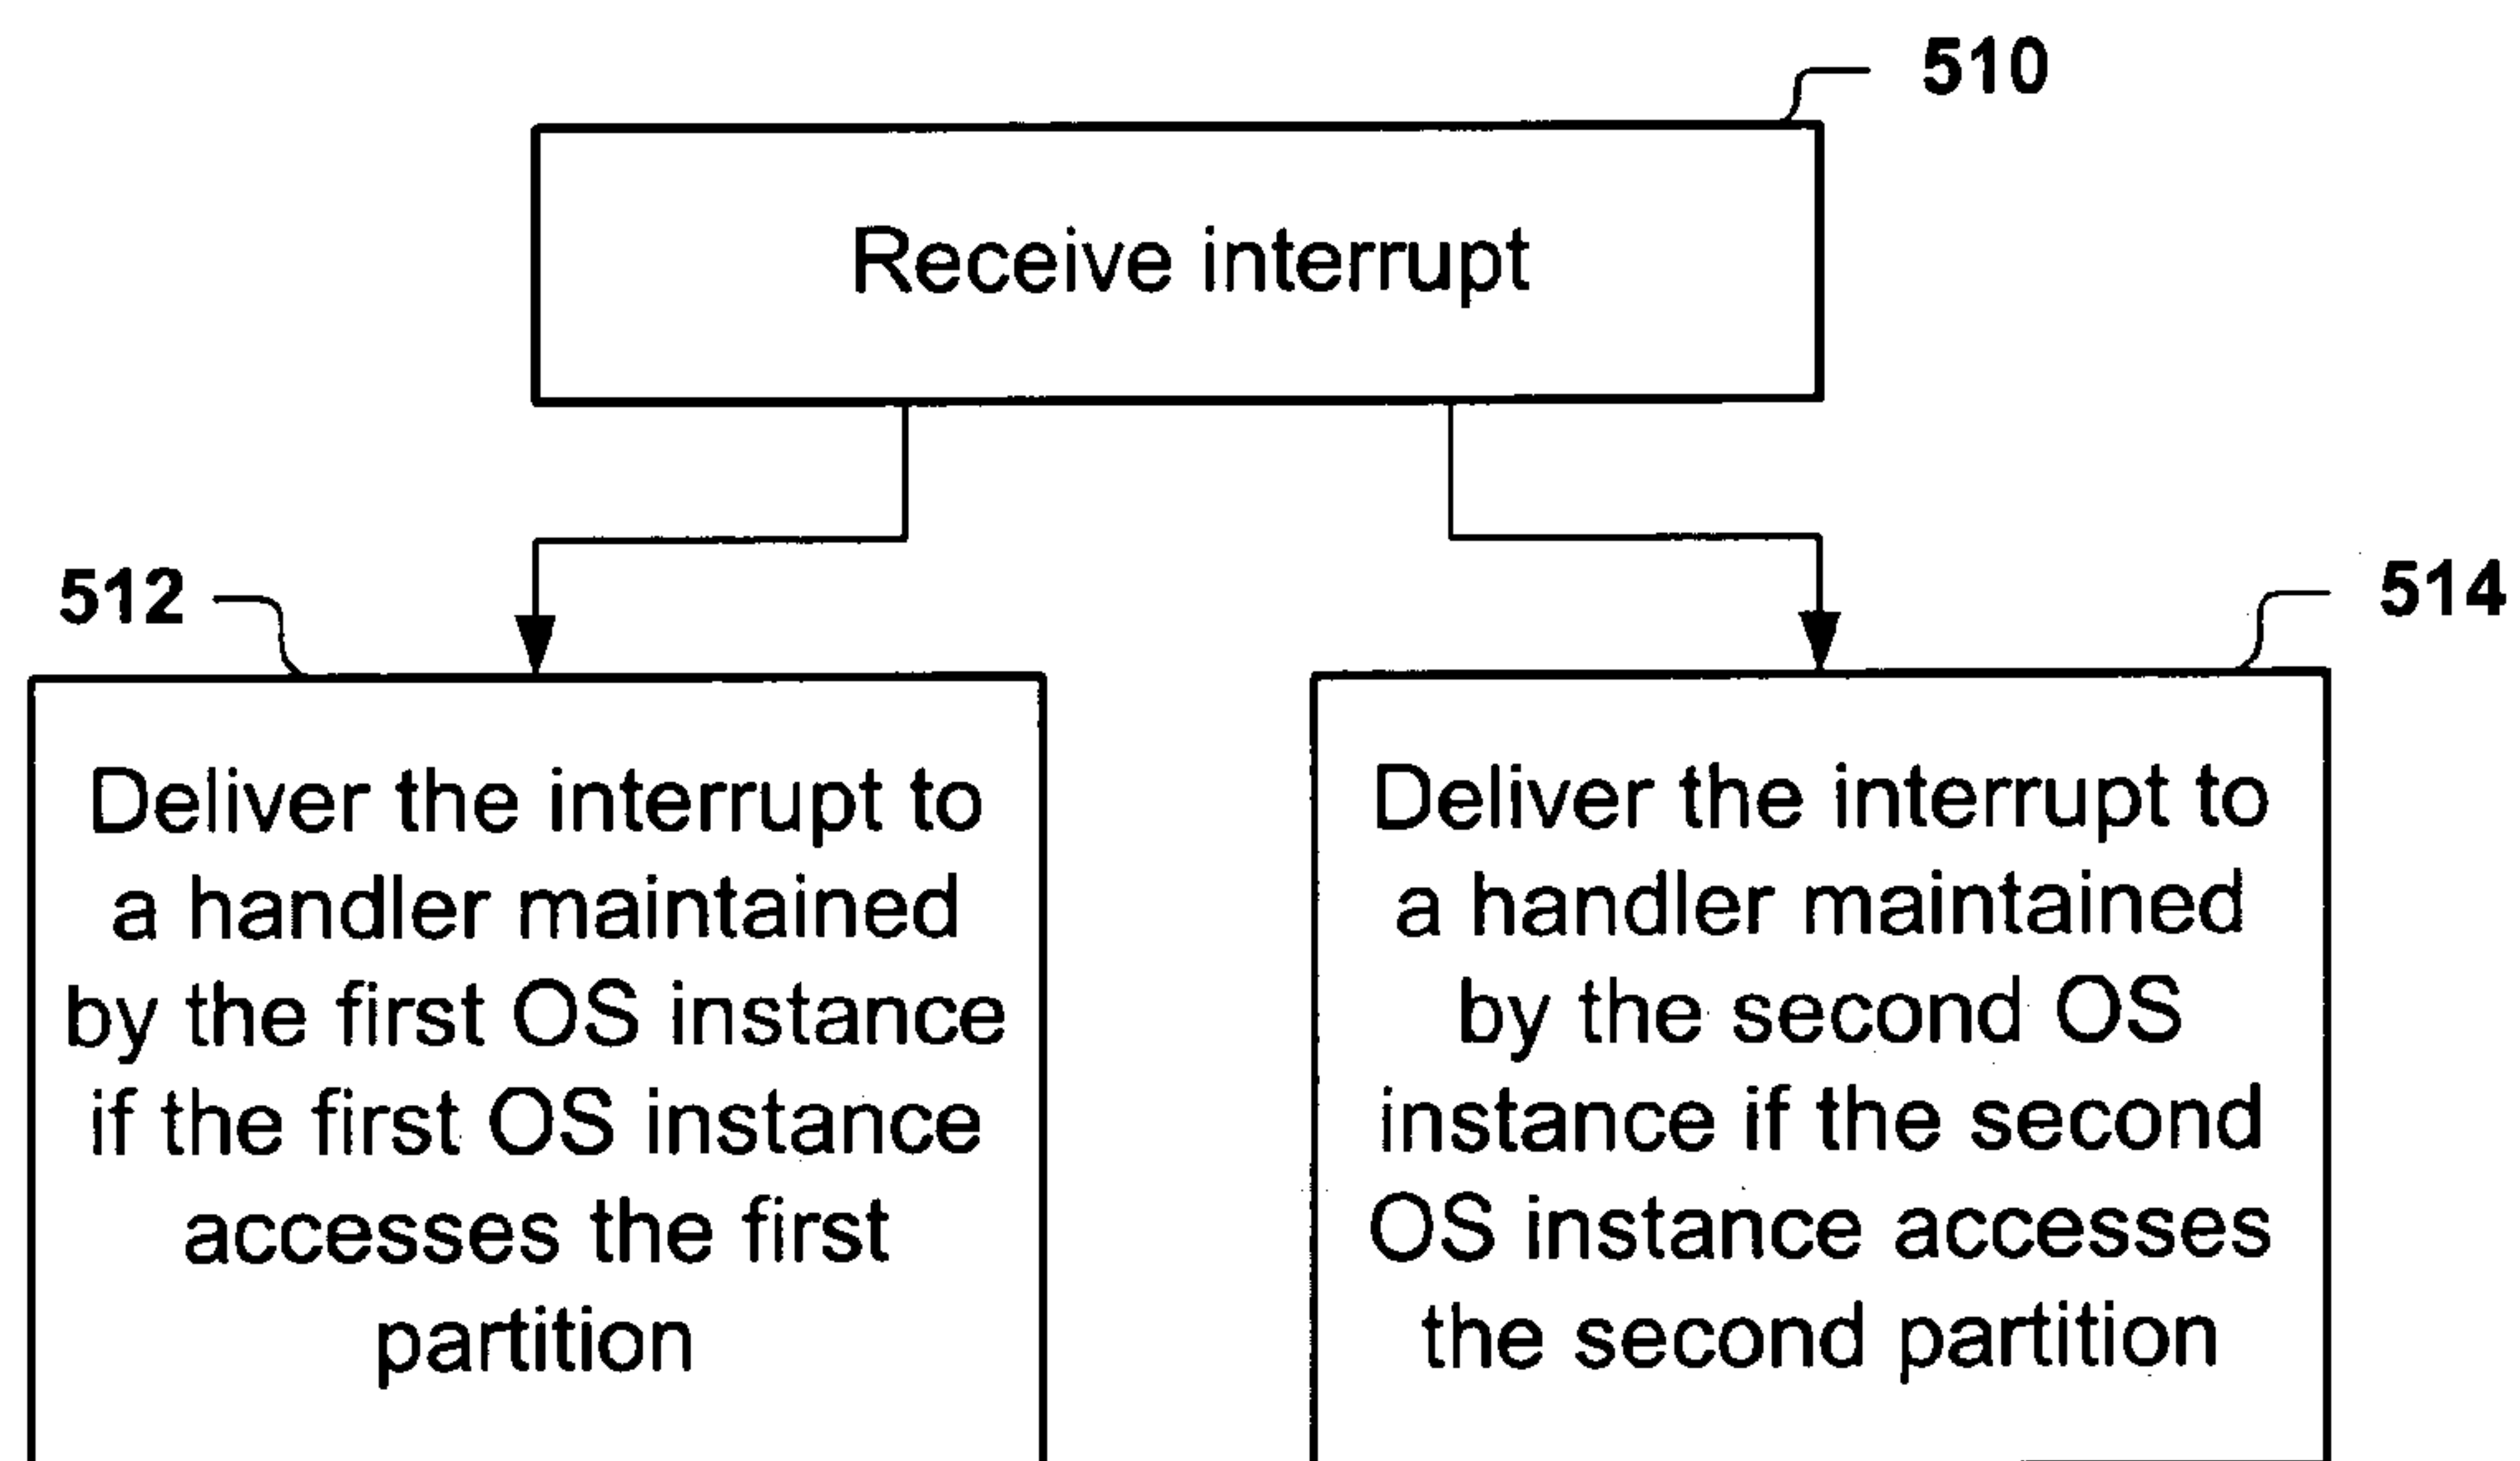 510
Receive interrupt
512
514
Deliver the interrupt to
a handler maintained
by the first OS instance
if the first OS instance
accesses the first
partition
Deliver the interrupt to
a handler maintained
by the second OS
instance if the second
OS instance accesses
the second partition